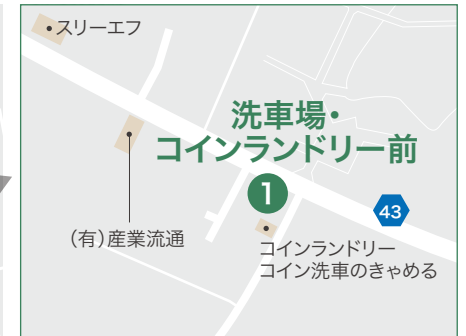 スリーエフ
洗車場・
コインランドリー前
1
43
(有)産業流通
コインランドリー
コイン洗車のきゃめる